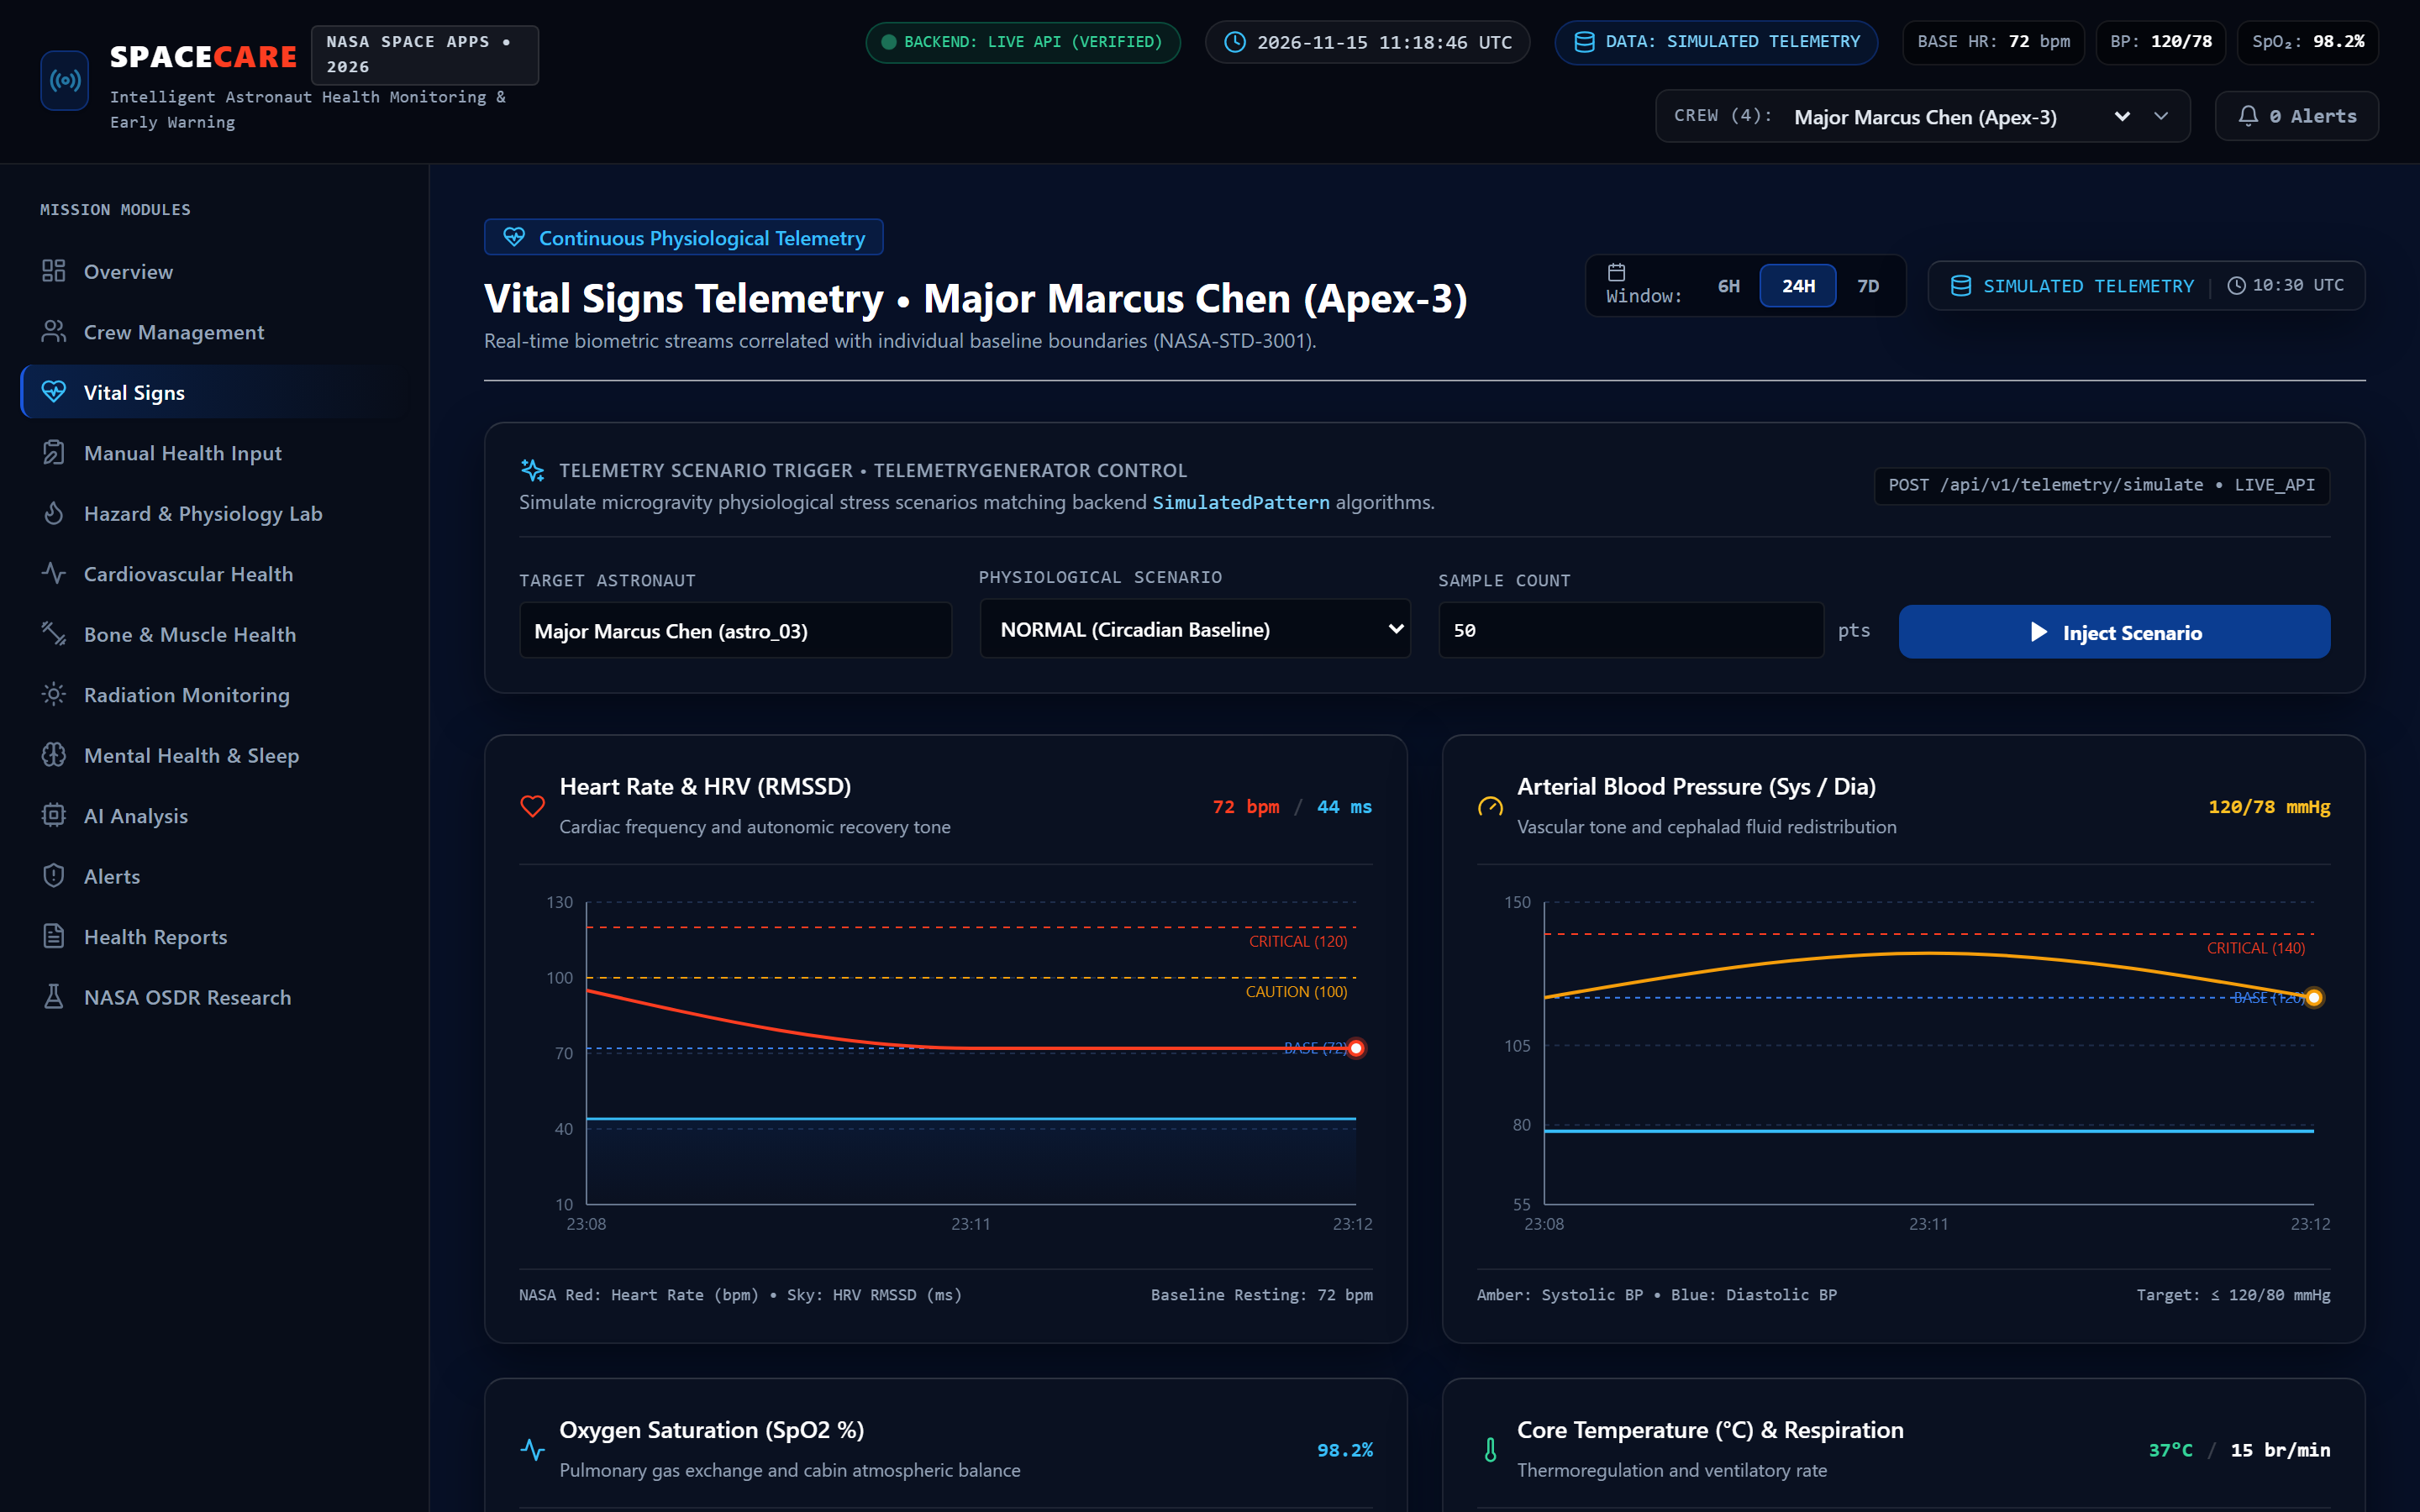 SPACECARE
NASA SPACE APPS •
2026
Intelligent Astronaut Health Monitoring &
Early Warning
BACKEND: LIVE API (VERIFIED)
2026-11-15 11:18:46 UTC
DATA: SIMULATED TELEMETRY
BASE HR: 72 bpm
BP: 120/78
SpO₂: 98.2%
CREW (4): Major Marcus Chen (Apex-3)
0 Alerts
MISSION MODULES
Overview
Crew Management
Vital Signs
Manual Health Input
Hazard & Physiology Lab
Cardiovascular Health
Bone & Muscle Health
Radiation Monitoring
Mental Health & Sleep
AI Analysis
Alerts
Health Reports
NASA OSDR Research
Continuous Physiological Telemetry
Vital Signs Telemetry • Major Marcus Chen (Apex-3)
Real-time biometric streams correlated with individual baseline boundaries (NASA-STD-3001).
Window:
6H
24H
7D
SIMULATED TELEMETRY | 10:30 UTC
TELEMETRY SCENARIO TRIGGER • TELEMETRYGENERATOR CONTROL
Simulate microgravity physiological stress scenarios matching backend SimulatedPattern algorithms.
POST /api/v1/telemetry/simulate • LIVE_API
TARGET ASTRONAUT
Major Marcus Chen (astro_03)
PHYSIOLOGICAL SCENARIO
NORMAL (Circadian Baseline)
SAMPLE COUNT
50
pts
Inject Scenario
Heart Rate & HRV (RMSSD)
Cardiac frequency and autonomic recovery tone
72 bpm / 44 ms
130
CRITICAL (120)
100
CAUTION (100)
70
BASE (72)
40
10
23:08
23:11
23:12
NASA Red: Heart Rate (bpm) • Sky: HRV RMSSD (ms)
Baseline Resting: 72 bpm
Arterial Blood Pressure (Sys / Dia)
Vascular tone and cephalad fluid redistribution
120/78 mmHg
150
CRITICAL (140)
BASE (120)
105
80
55
23:08
23:11
23:12
Amber: Systolic BP • Blue: Diastolic BP
Target: ≤ 120/80 mmHg
Oxygen Saturation (SpO2 %)
Pulmonary gas exchange and cabin atmospheric balance
98.2%
Core Temperature (°C) & Respiration
Thermoregulation and ventilatory rate
37°C / 15 br/min